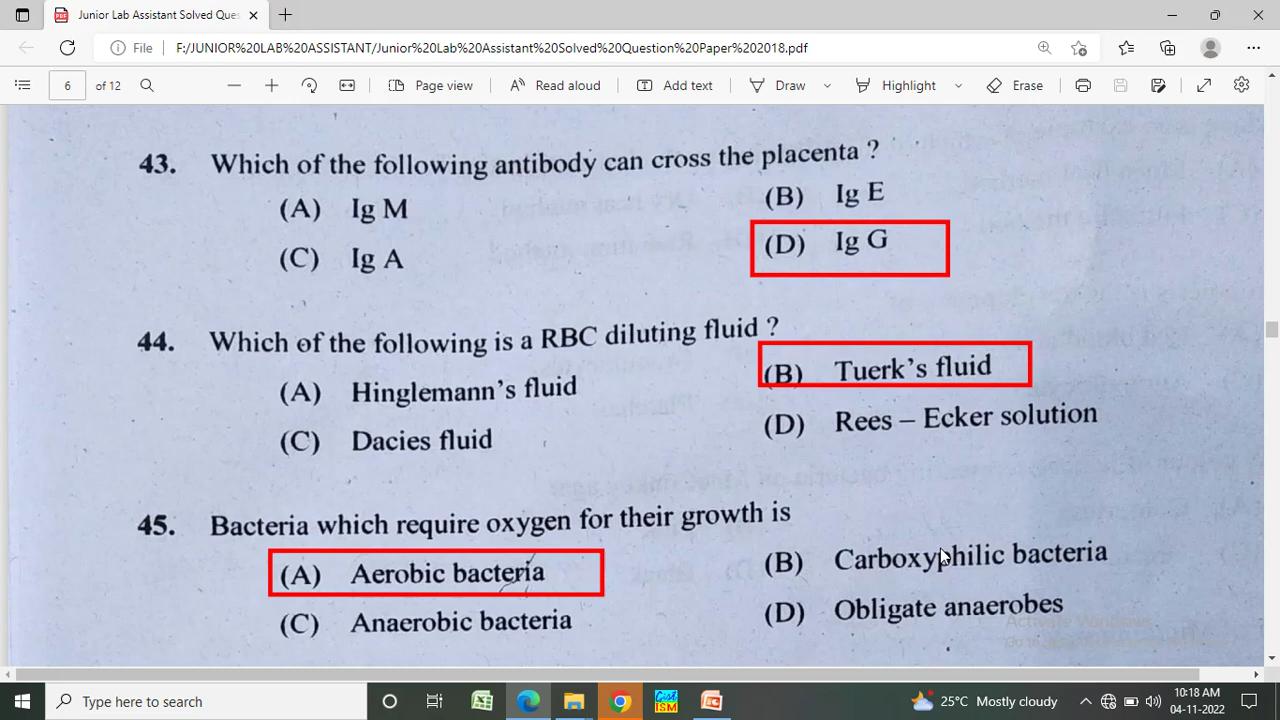 Junior Lab Assistant Solved Ques
File F:/JUNIOR%20LAB%20ASSISTANT/Junior%20Lab%20Assistant%20Solved%20Question%20Paper%202018.pdf
6 of 12 Page view Read aloud Add text Draw Highlight Erase
43. Which of the following antibody can cross the placenta ?
(A) Ig M (B) Ig E
(C) Ig A (D) Ig G
44. Which of the following is a RBC diluting fluid ?
(A) Hinglemann's fluid (B) Tuerk's fluid
(C) Dacies fluid (D) Rees – Ecker solution
45. Bacteria which require oxygen for their growth is
(A) Aerobic bacteria (B) Carboxyphilic bacteria
(C) Anaerobic bacteria (D) Obligate anaerobes
Activate Windows
Type here to search 25°C Mostly cloudy 10:18 AM
04-11-2022